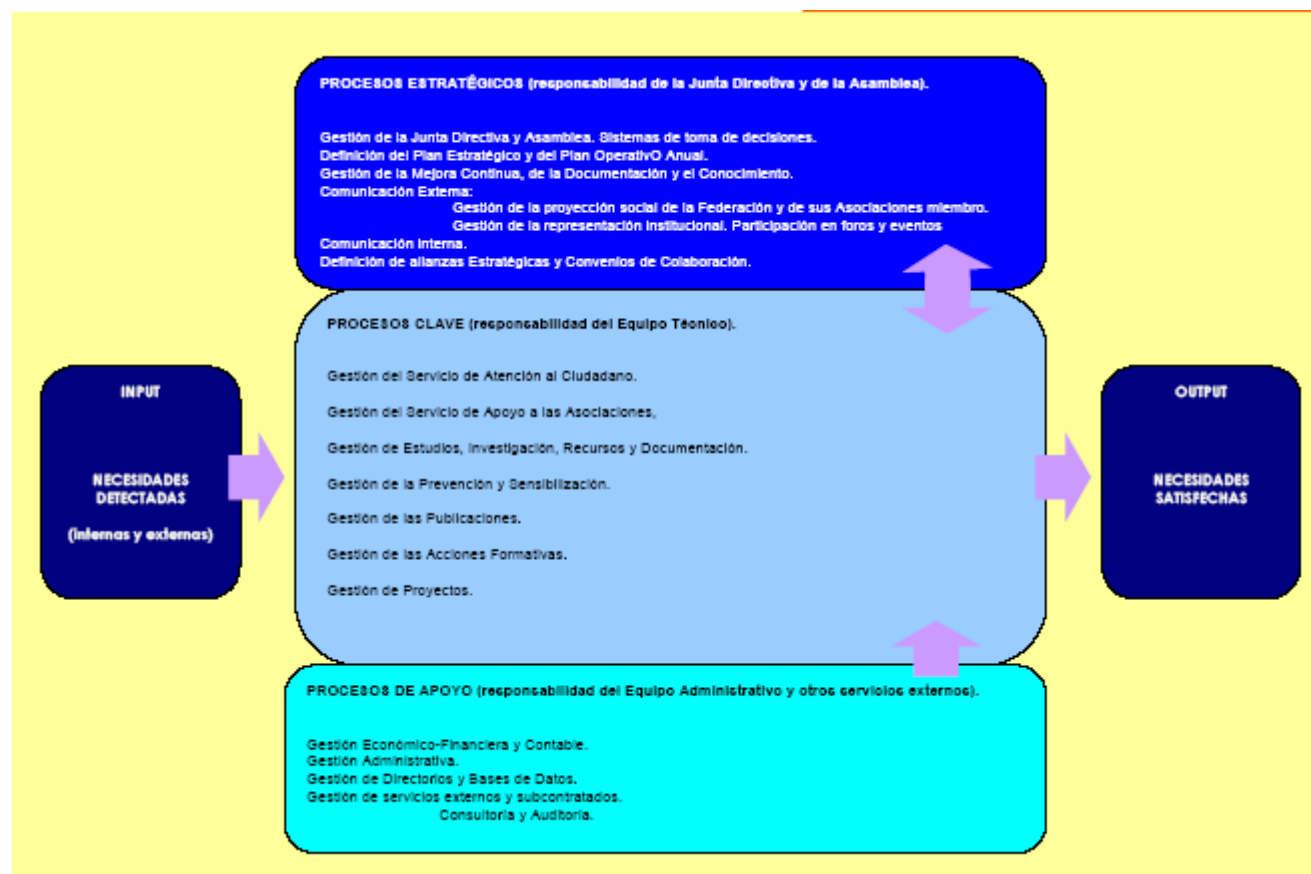 PROCESOS ESTRATÉGICOS (responsabilidad de la Junta Directiva y de la Asamblea).
Gestión de la Junta Directiva y Asamblea. Sistemas de toma de decisiones.
Definición del Plan Estratégico y del Plan OperativO Anual.
Gestión de la Mejora Continua, de la Documentación y el Conocimiento.
Comunicación Externa:
Gestión de la proyección social de la Federación y de sus Asociaciones miembro.
Gestión de la representación institucional. Participación en foros y eventos
Comunicación Interna.
Definición de alianzas Estratégicas y Convenios de Colaboración.
PROCESOS CLAVE (responsabilidad del Equipo Técnico).
Gestión del Servicio de Atención al Ciudadano.
Gestión del Servicio de Apoyo a las Asociaciones,
Gestión de Estudios, Investigación, Recursos y Documentación.
Gestión de la Prevención y Sensibilización.
Gestión de las Publicaciones.
Gestión de las Acciones Formativas.
Gestión de Proyectos.
INPUT
NECESIDADES
DETECTADAS
(internas y externas)
OUTPUT
NECESIDADES
SATISFECHAS
PROCESOS DE APOYO (responsabilidad del Equipo Administrativo y otros servicios externos).
Gestión Económico-Financiera y Contable.
Gestión Administrativa.
Gestión de Directorios y Bases de Datos.
Gestión de servicios externos y subcontratados.
Consultoría y Auditoría.